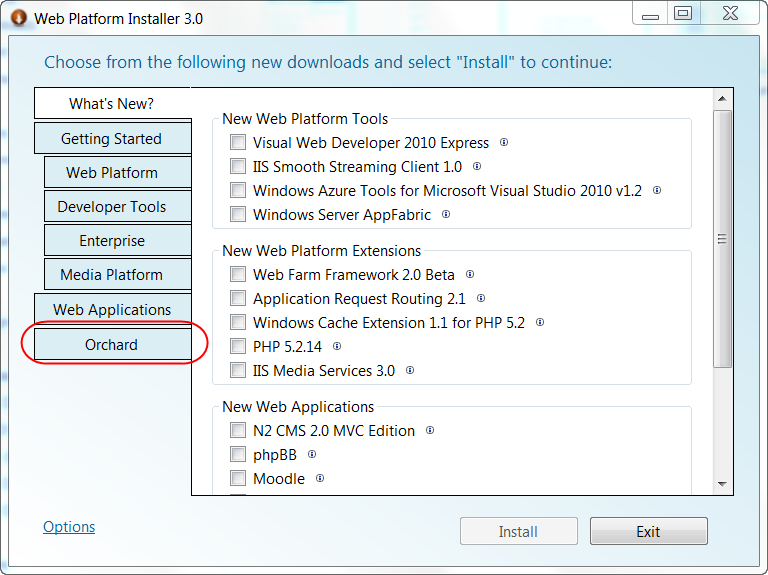 Web Platform Installer 3.0
Choose from the following new downloads and select "Install" to continue:
What's New?
Getting Started
Web Platform
Developer Tools
Enterprise
Media Platform
Web Applications
Orchard
New Web Platform Tools
Visual Web Developer 2010 Express
IIS Smooth Streaming Client 1.0
Windows Azure Tools for Microsoft Visual Studio 2010 v1.2
Windows Server AppFabric
New Web Platform Extensions
Web Farm Framework 2.0 Beta
Application Request Routing 2.1
Windows Cache Extension 1.1 for PHP 5.2
PHP 5.2.14
IIS Media Services 3.0
New Web Applications
N2 CMS 2.0 MVC Edition
phpBB
Moodle
Options
Install
Exit